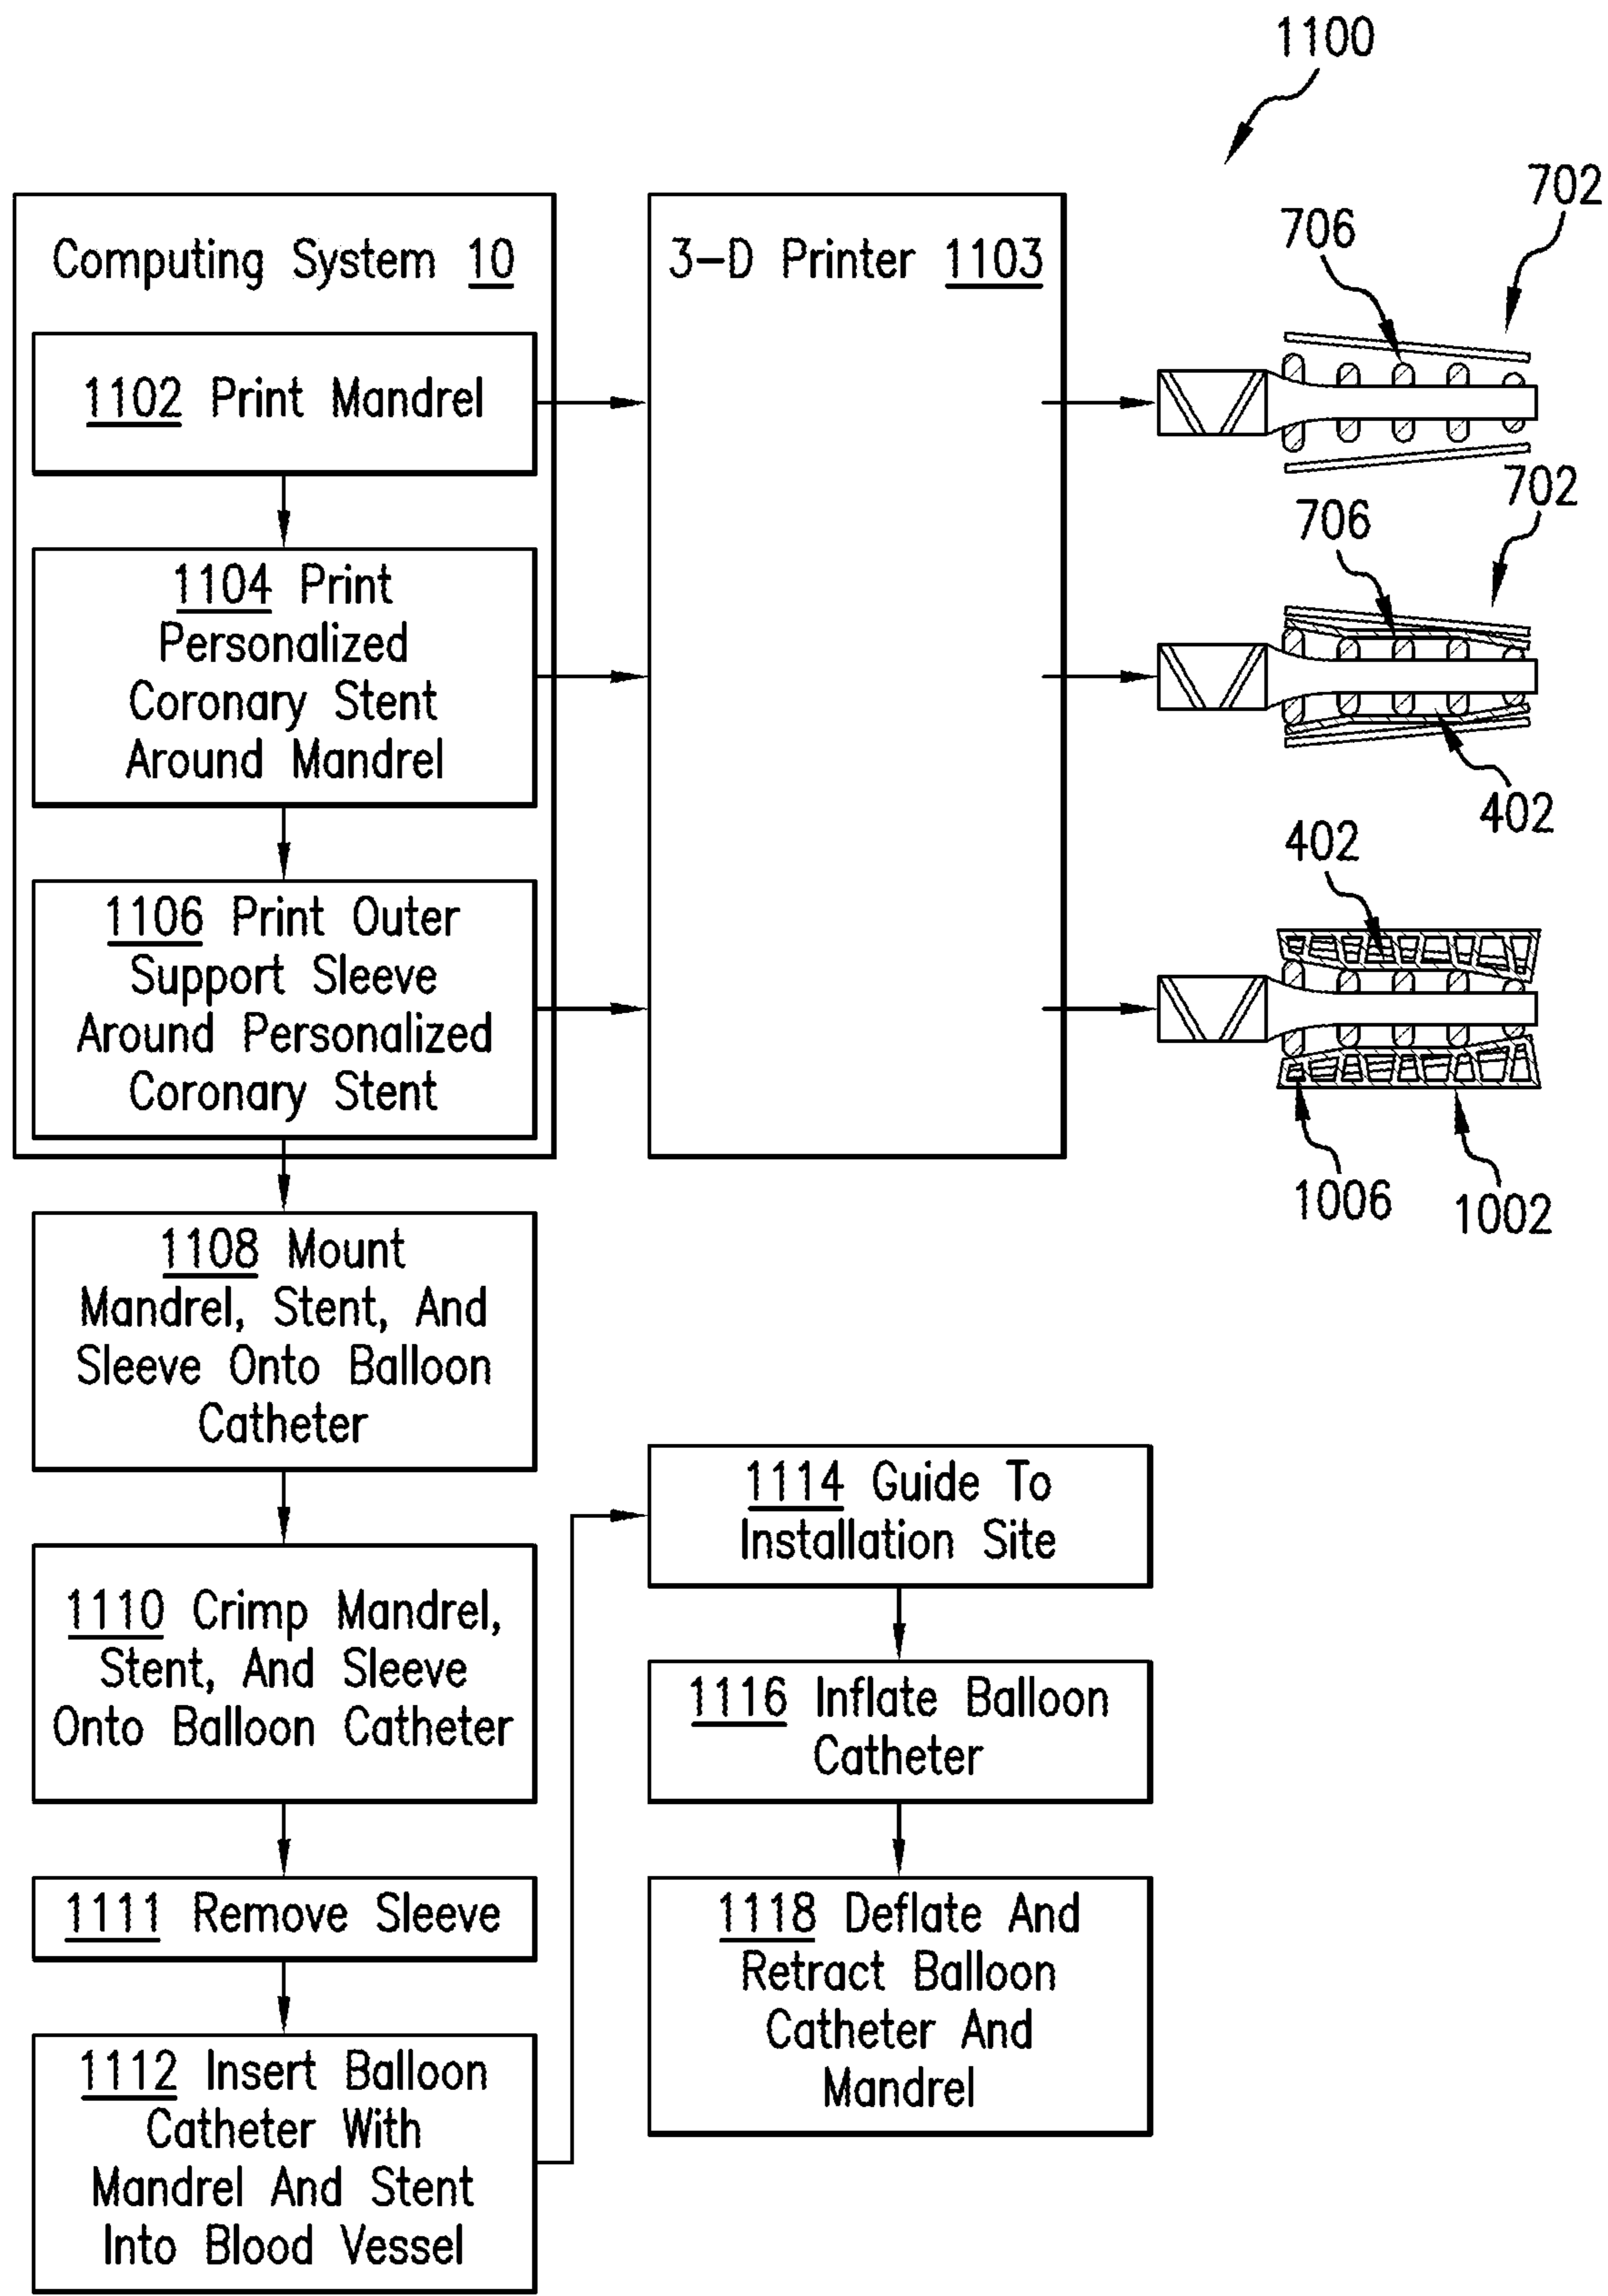 1100
Computing System 10
1102 Print Mandrel
1104 Print
Personalized
Coronary Stent
Around Mandrel
1106 Print Outer
Support Sleeve
Around Personalized
Coronary Stent
3-D Printer 1103
702
706
702
706
402
402
1006
1002
1108 Mount
Mandrel, Stent, And
Sleeve Onto Balloon
Catheter
1110 Crimp Mandrel,
Stent, And Sleeve
Onto Balloon Catheter
1111 Remove Sleeve
1112 Insert Balloon
Catheter With
Mandrel And Stent
Into Blood Vessel
1114 Guide To
Installation Site
1116 Inflate Balloon
Catheter
1118 Deflate And
Retract Balloon
Catheter And
Mandrel